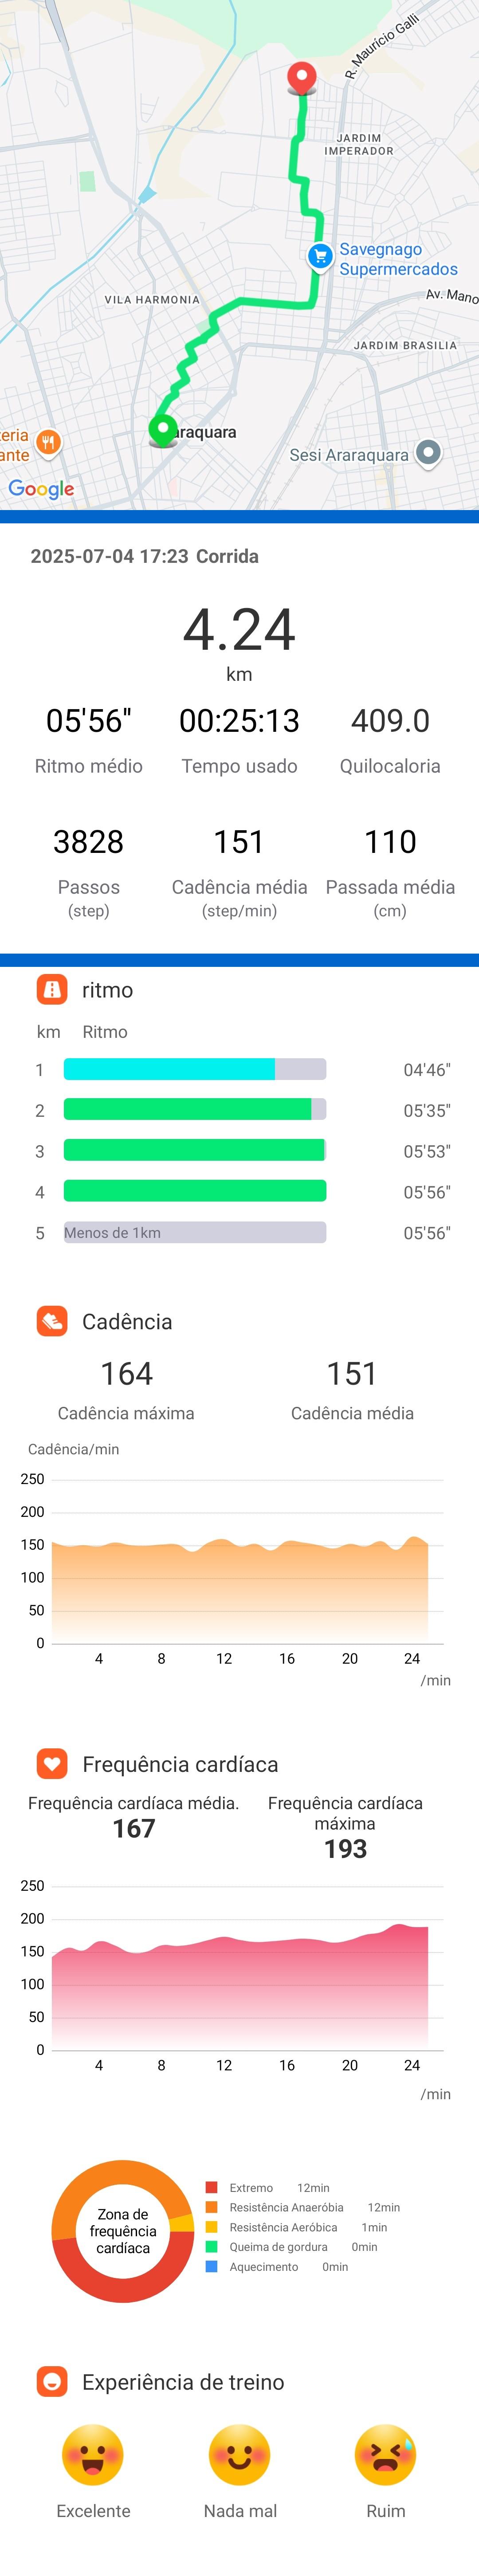 R. Maurício Galli
JARDIM
IMPERADOR
Savegnago
Supermercados
VILA HARMONIA
Av. Mano
JARDIM BRASILIA
eria
ante
araquara
Sesi Araraquara
Google
2025-07-04 17:23 Corrida
4.24
km
05'56" 00:25:13 409.0
Ritmo médio Tempo usado Quilocaloria
3828 151 110
Passos Cadência média Passada média
(step) (step/min) (cm)
ritmo
km Ritmo
1 04'46"
2 05'35"
3 05'53"
4 05'56"
5 Menos de 1km 05'56"
Cadência
164 151
Cadência máxima Cadência média
Cadência/min
250
200
150
100
50
0
4 8 12 16 20 24
/min
Frequência cardíaca
Frequência cardíaca média.
167
Frequência cardíaca
máxima
193
250
200
150
100
50
0
4 8 12 16 20 24
/min
Zona de
frequência
cardíaca
Extremo 12min
Resistência Anaeróbia 12min
Resistência Aeróbica 1min
Queima de gordura 0min
Aquecimento 0min
Experiência de treino
Excelente Nada mal Ruim